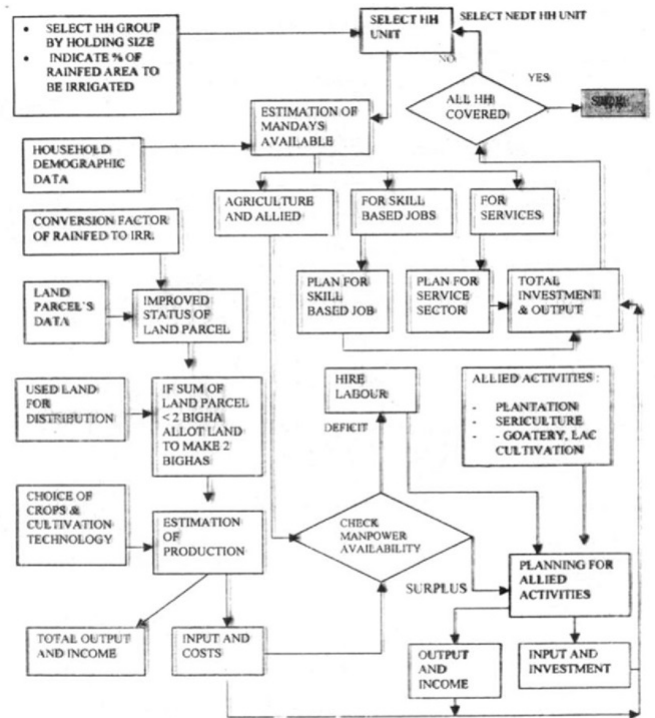 • SELECT HH GROUP
BY HOLDING SIZE
• INDICATE % OF
RAINFED AREA TO
BE IRRIGATED
SELECT HH
UNIT
SELECT NEDT HH UNIT
NO
YES
ALL HH
COVERED
ESTIMATION OF
MANDAYS
AVAILABLE
HOUSEHOLD
DEMOGRAPHIC
DATA
AGRICULTURE
AND ALLIED
FOR SKILL
BASED JOBS
FOR
SERVICES
CONVERSION FACTOR
OF RAINFED TO IRR.
LAND
PARCEL'S
DATA
IMPROVED
STATUS OF
LAND PARCEL
PLAN FOR
SKILL
BASED JOB
PLAN FOR
SERVICE
SECTOR
TOTAL
INVESTMENT
& OUTPUT
USED LAND
FOR
DISTRIBUTION
IF SUM OF
LAND PARCEL
< 2 BIGHA
ALLOT LAND
TO MAKE 2
BIGHAS
HIRE
LABOUR
DEFICIT
ALLIED ACTIVITIES :
- PLANTATION
- SERICULTURE
- - GOATERY, LAC
CULTIVATION
CHOICE OF
CROPS &
CULTIVATION
TECHNOLOGY
ESTIMATION
OF
PRODUCTION
CHECK
MANPOWER
AVAILABILITY
SURPLUS
PLANNING FOR
ALLIED
ACTIVITIES
TOTAL OUTPUT
AND INCOME
INPUT AND
COSTS
OUTPUT
AND
INCOME
INPUT AND
INVESTMENT